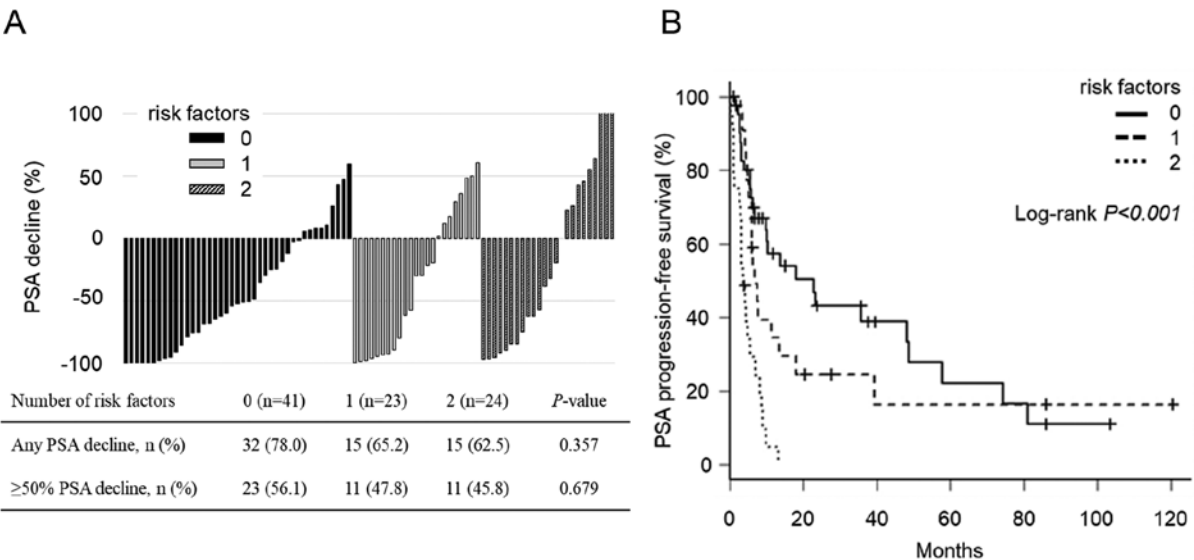 A
risk factors
0
1
2
PSA decline (%)
100
50
0
-50
-100
Number of risk factors 0 (n=41) 1 (n=23) 2 (n=24) P-value
Any PSA decline, n (%) 32 (78.0) 15 (65.2) 15 (62.5) 0.357
≥50% PSA decline, n (%) 23 (56.1) 11 (47.8) 11 (45.8) 0.679
B
risk factors
0
1
2
Log-rank P<0.001
PSA progression-free survival (%)
100
80
60
40
20
0
0 20 40 60 80 100 120
Months